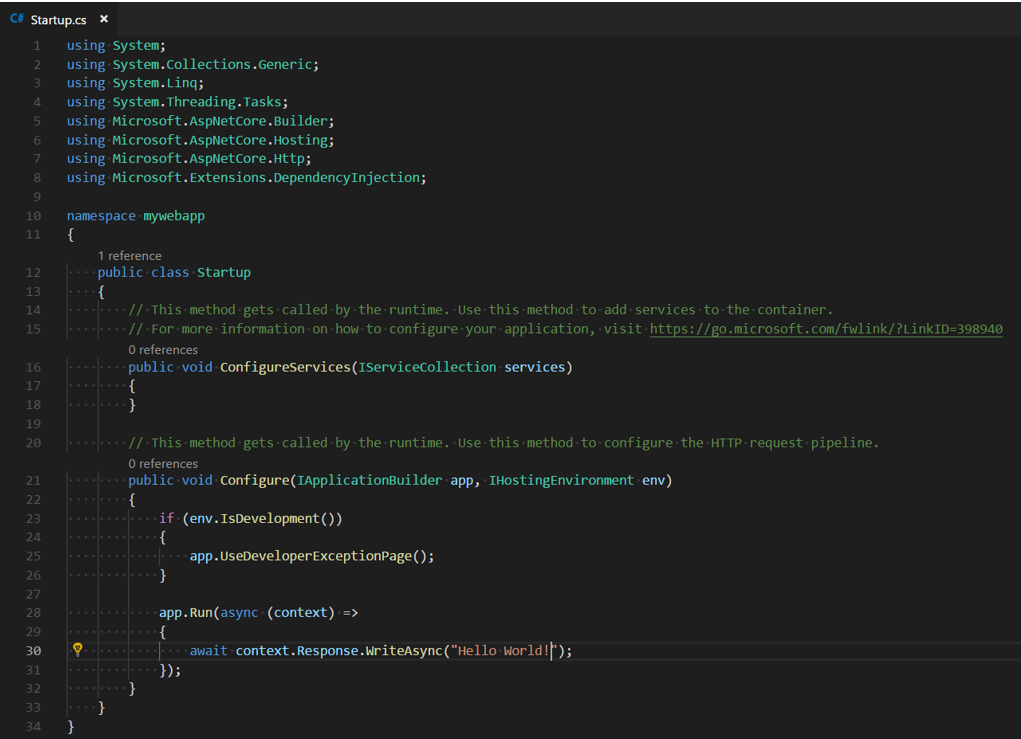 C# Startup.cs ×
1 using System;
2 using System.Collections.Generic;
3 using System.Linq;
4 using System.Threading.Tasks;
5 using Microsoft.AspNetCore.Builder;
6 using Microsoft.AspNetCore.Hosting;
7 using Microsoft.AspNetCore.Http;
8 using Microsoft.Extensions.DependencyInjection;
9
10 namespace mywebapp
11 {
1 reference
12 public class Startup
13 {
14 // This method gets called by the runtime. Use this method to add services to the container.
15 // For more information on how to configure your application, visit https://go.microsoft.com/fwlink/?LinkID=398940
0 references
16 public void ConfigureServices(IServiceCollection services)
17 {
18 }
19
20 // This method gets called by the runtime. Use this method to configure the HTTP request pipeline.
0 references
21 public void Configure(IApplicationBuilder app, IHostingEnvironment env)
22 {
23 if (env.IsDevelopment())
24 {
25 app.UseDeveloperExceptionPage();
26 }
27
28 app.Run(async (context) =>
29 {
30 await context.Response.WriteAsync("Hello World!");
31 });
32 }
33 }
34 }